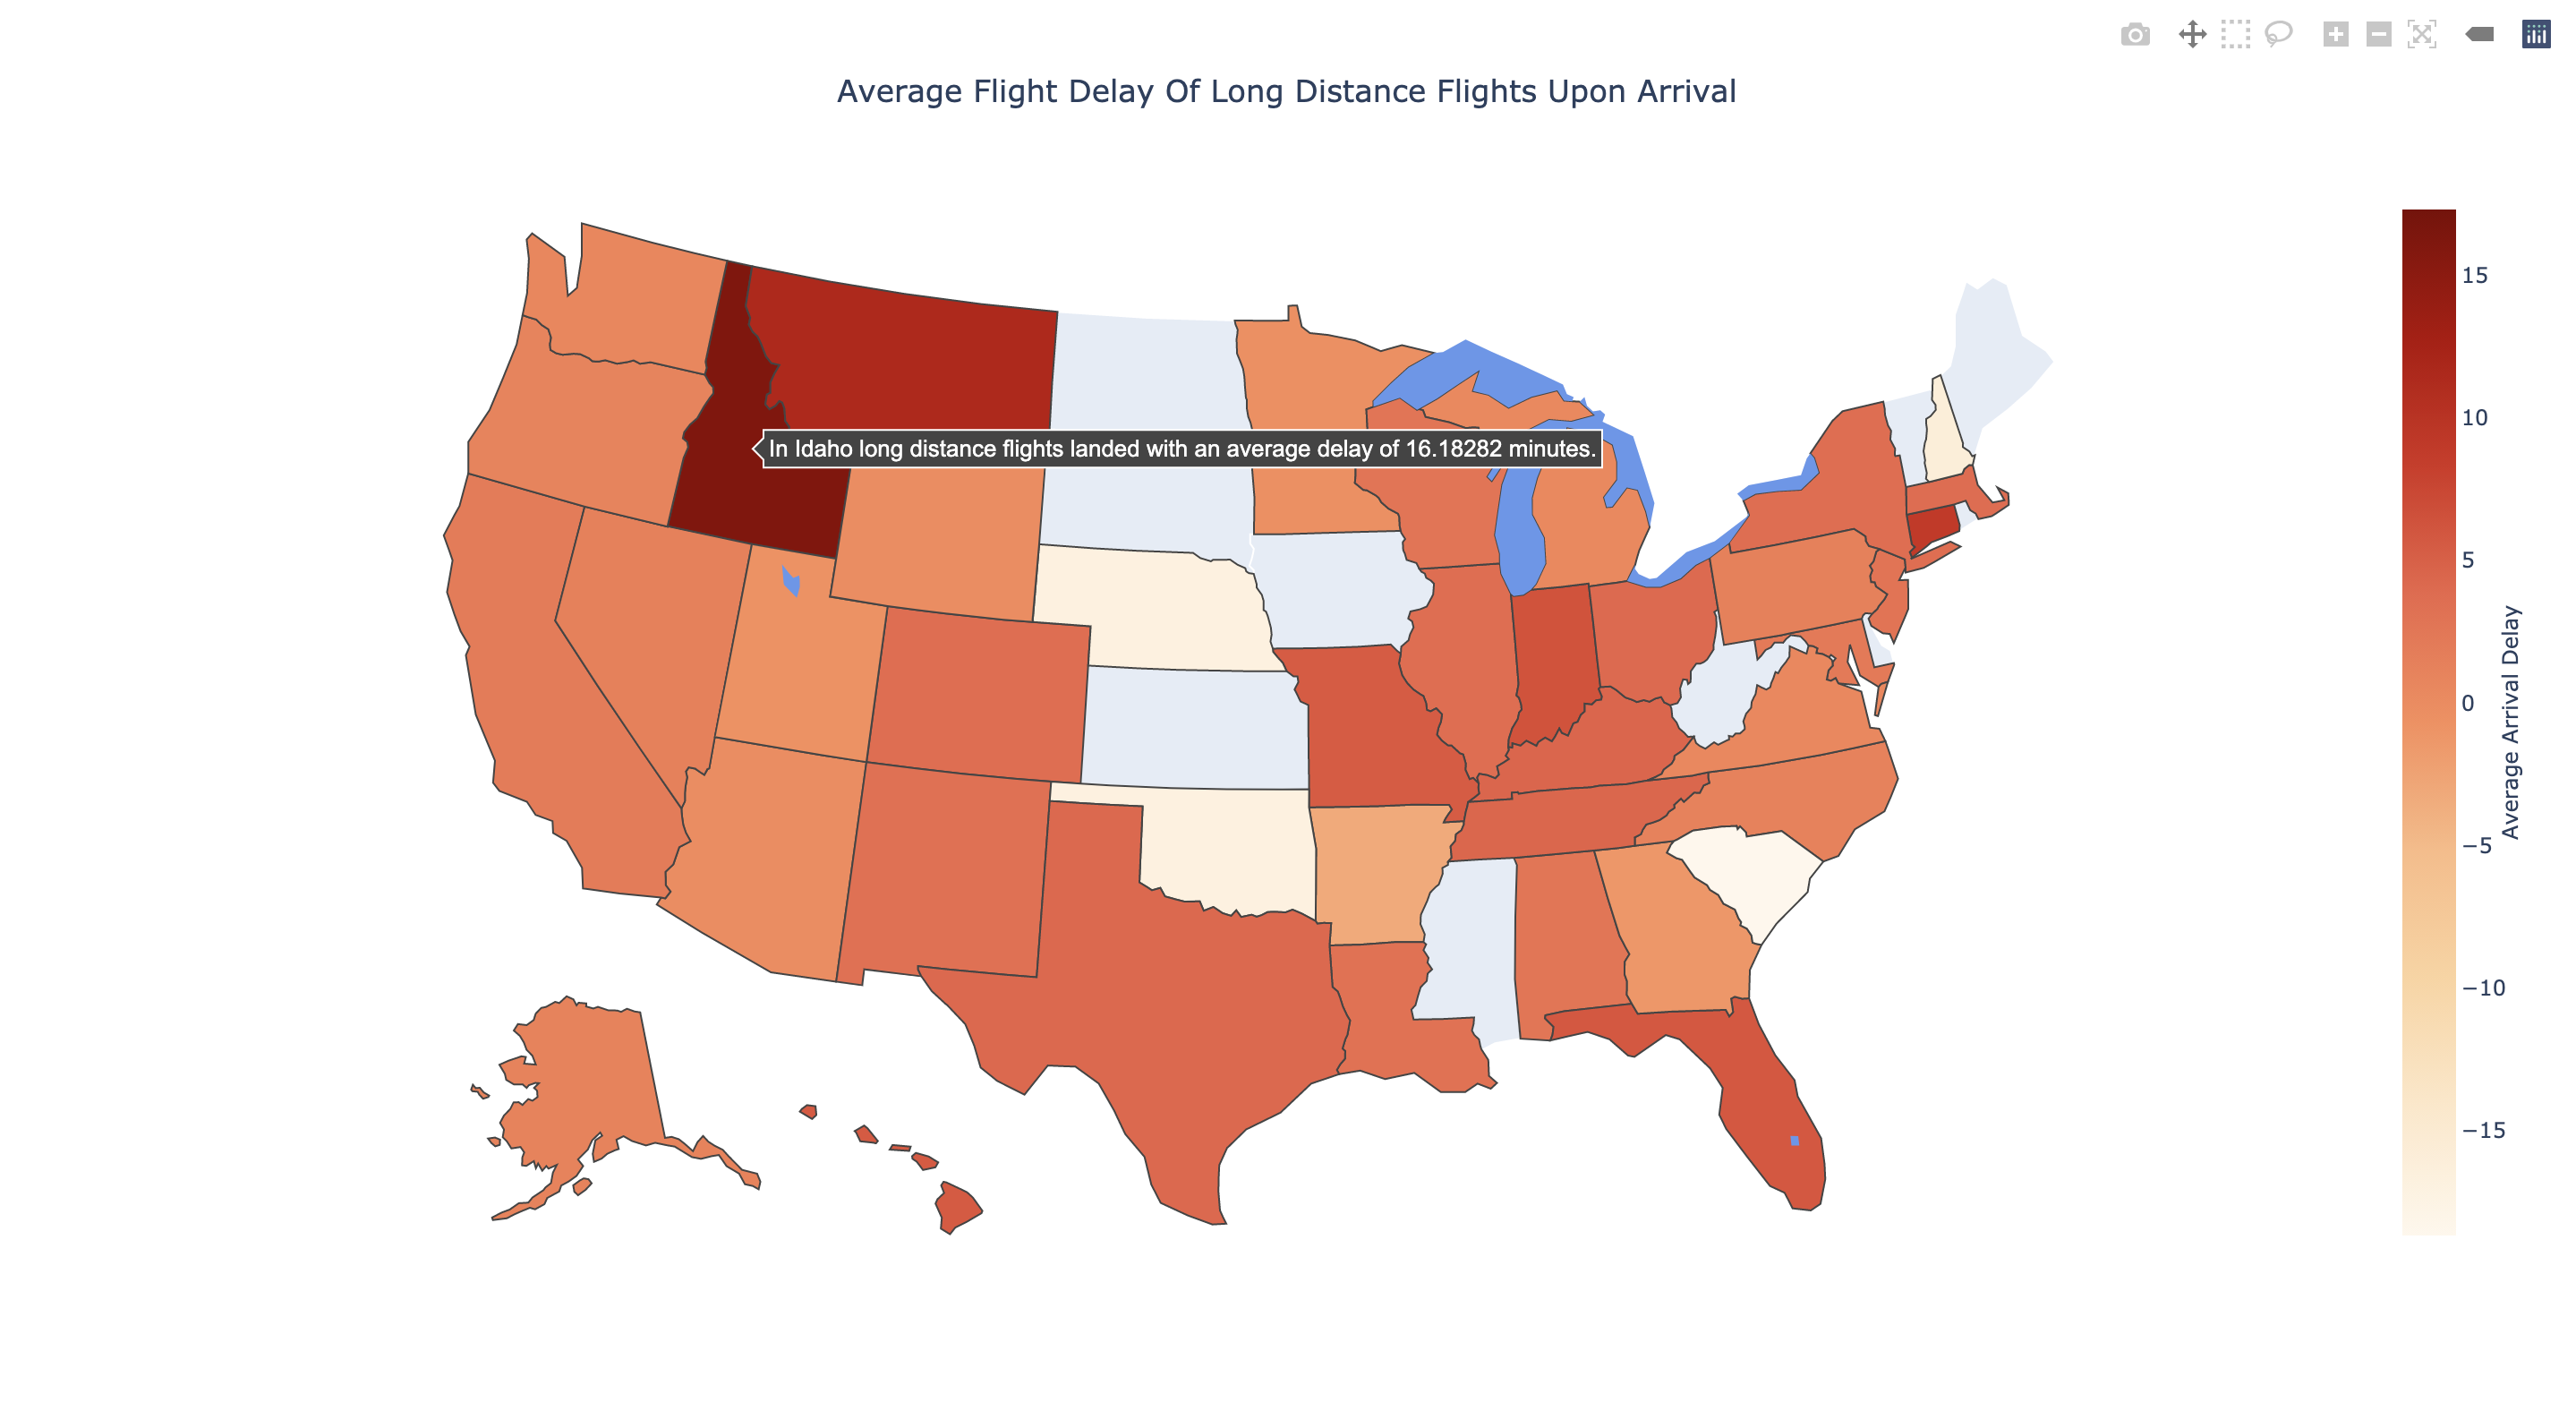 Average Flight Delay Of Long Distance Flights Upon Arrival
In Idaho long distance flights landed with an average delay of 16.18282 minutes.
15
10
5
0
−5
−10
−15
Average Arrival Delay